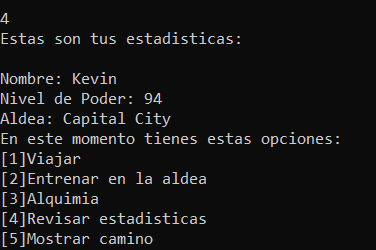 4
Estas son tus estadisticas:
Nombre: Kevin
Nivel de Poder: 94
Aldea: Capital City
En este momento tienes estas opciones:
[1]Viajar
[2]Entrenar en la aldea
[3]Alquimia
[4]Revisar estadisticas
[5]Mostrar camino